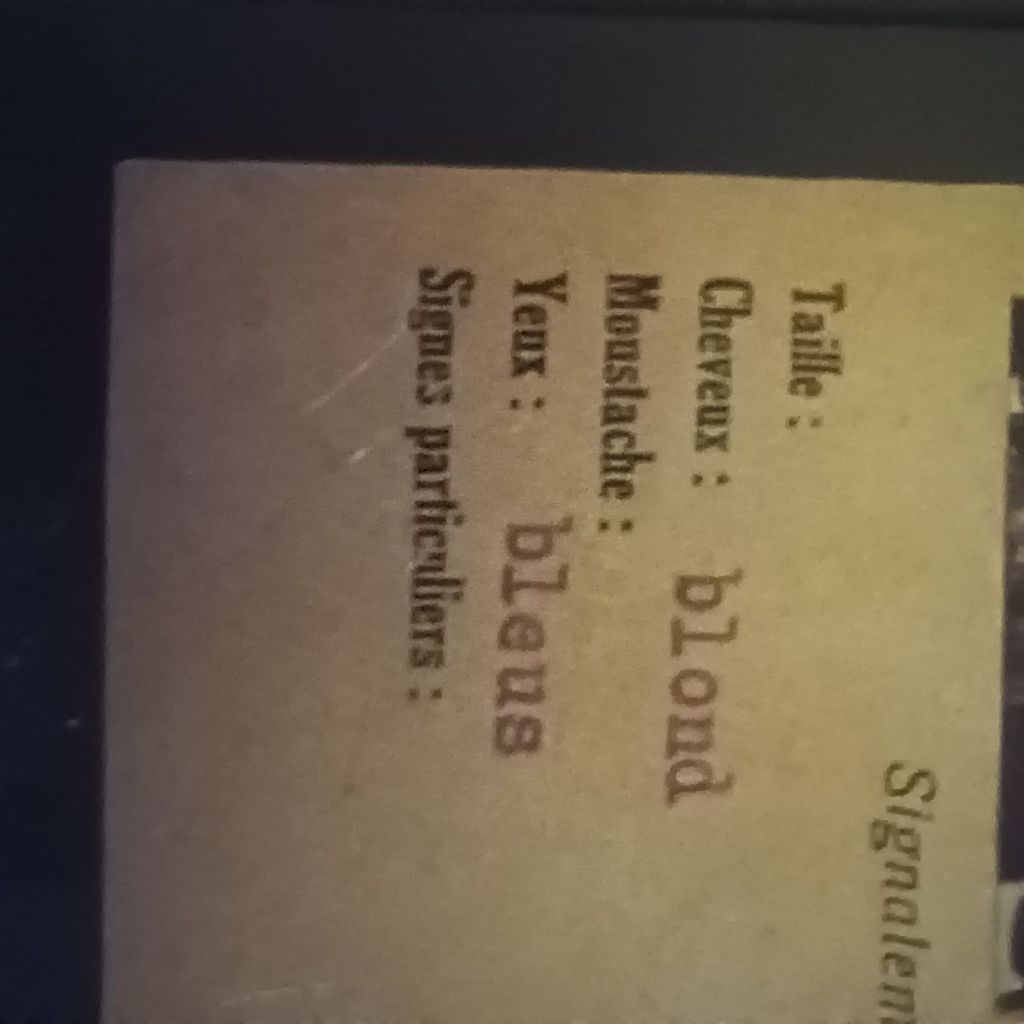 Signalem
Taille :
Cheveux : blond
Moustache :
Yeux : bleus
Signes particuliers :